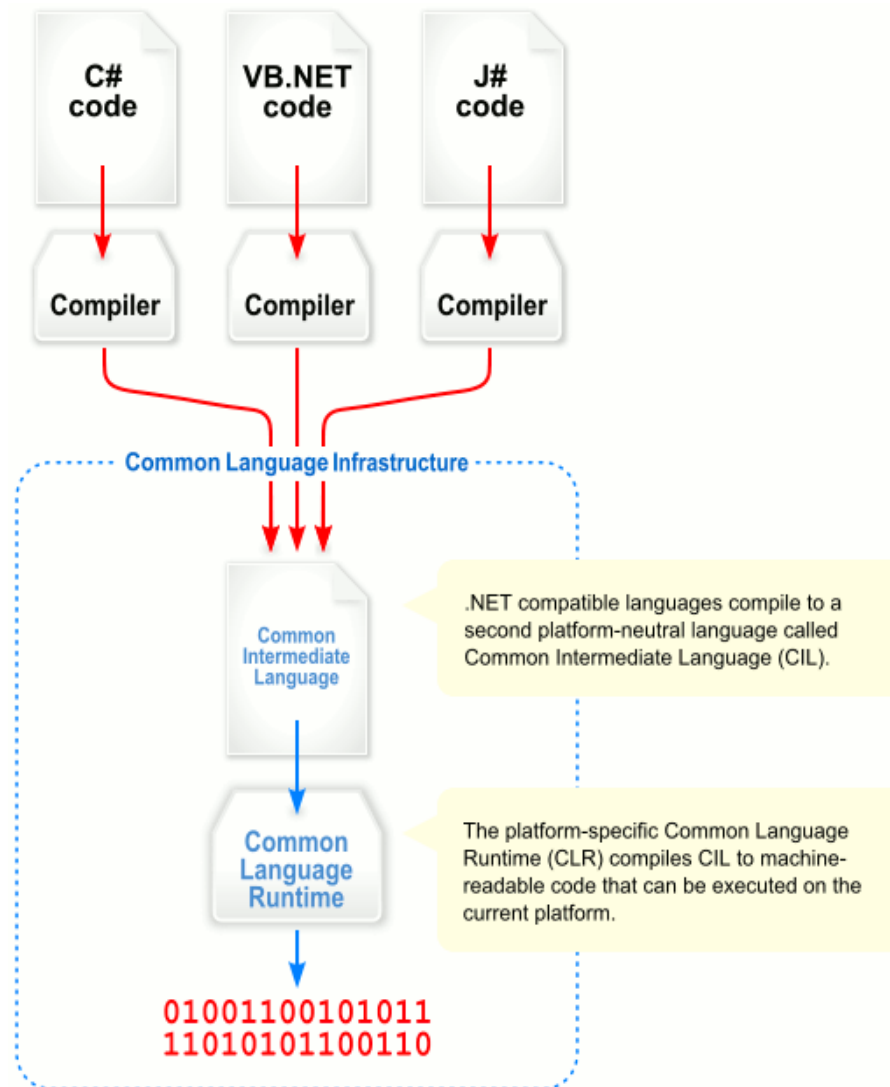 C#
code
VB.NET
code
J#
code
Compiler
Compiler
Compiler
Common Language Infrastructure
Common
Intermediate
Language
.NET compatible languages compile to a
second platform-neutral language called
Common Intermediate Language (CIL).
Common
Language
Runtime
The platform-specific Common Language
Runtime (CLR) compiles CIL to machine-
readable code that can be executed on the
current platform.
01001100101011
11010101100110